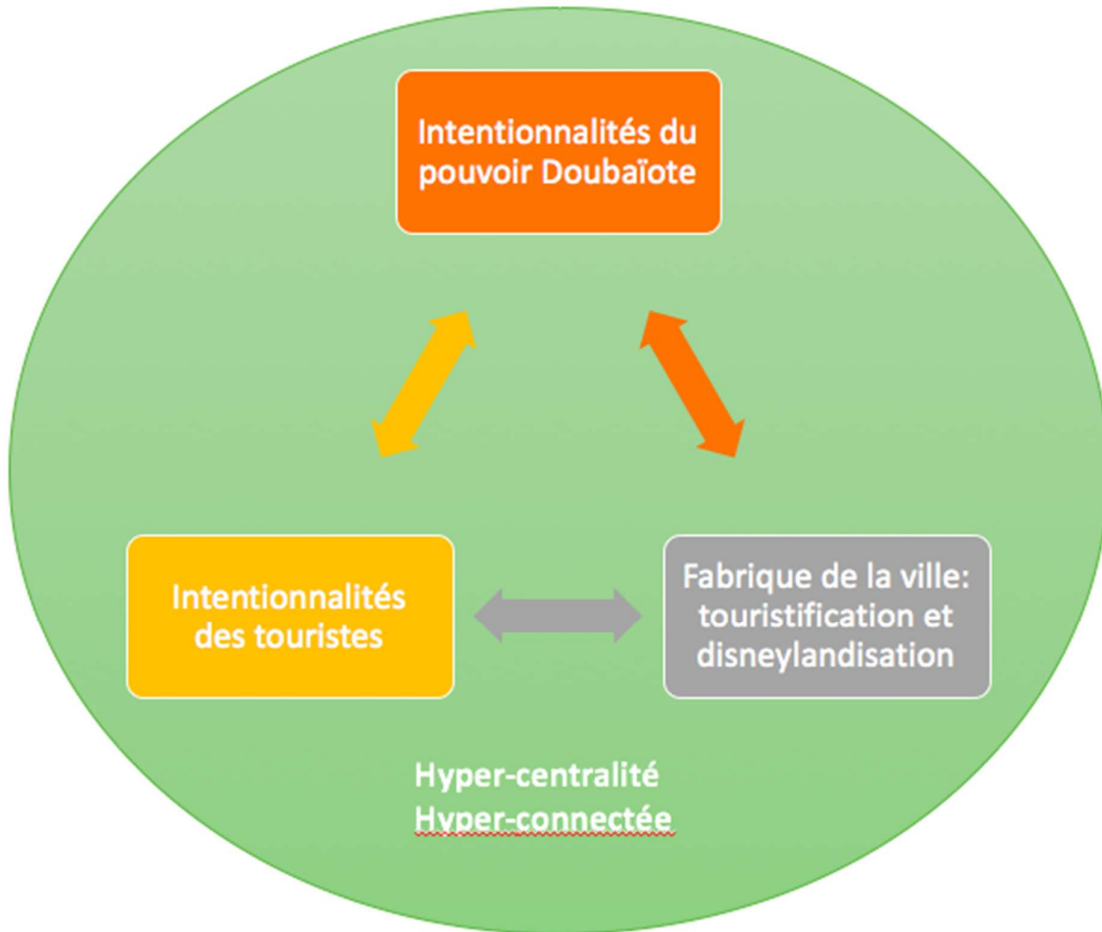 Intentionnalités du
pouvoir Doubaïote
Intentionnalités
des touristes
Fabrique de la ville:
touristification et
disneylandisation
Hyper-centralité
Hyper-connectée